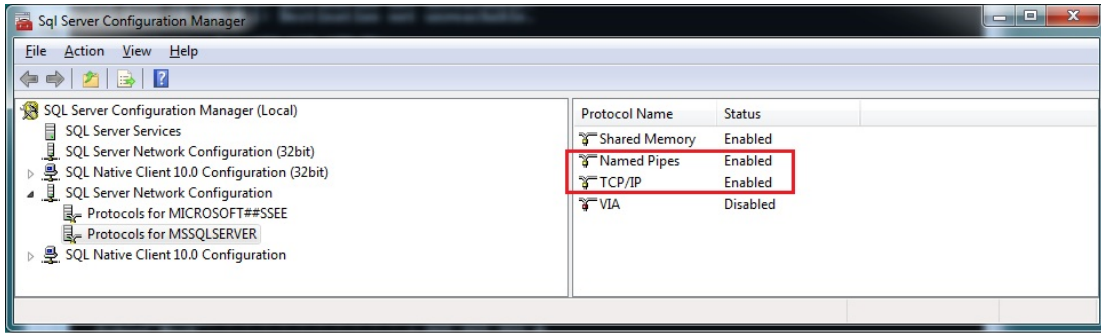 Sql Server Configuration Manager
File Action View Help
SQL Server Configuration Manager (Local)
SQL Server Services
SQL Server Network Configuration (32bit)
SQL Native Client 10.0 Configuration (32bit)
SQL Server Network Configuration
Protocols for MICROSOFT##SSEE
Protocols for MSSQLSERVER
SQL Native Client 10.0 Configuration
Protocol Name Status
Shared Memory Enabled
Named Pipes Enabled
TCP/IP Enabled
VIA Disabled